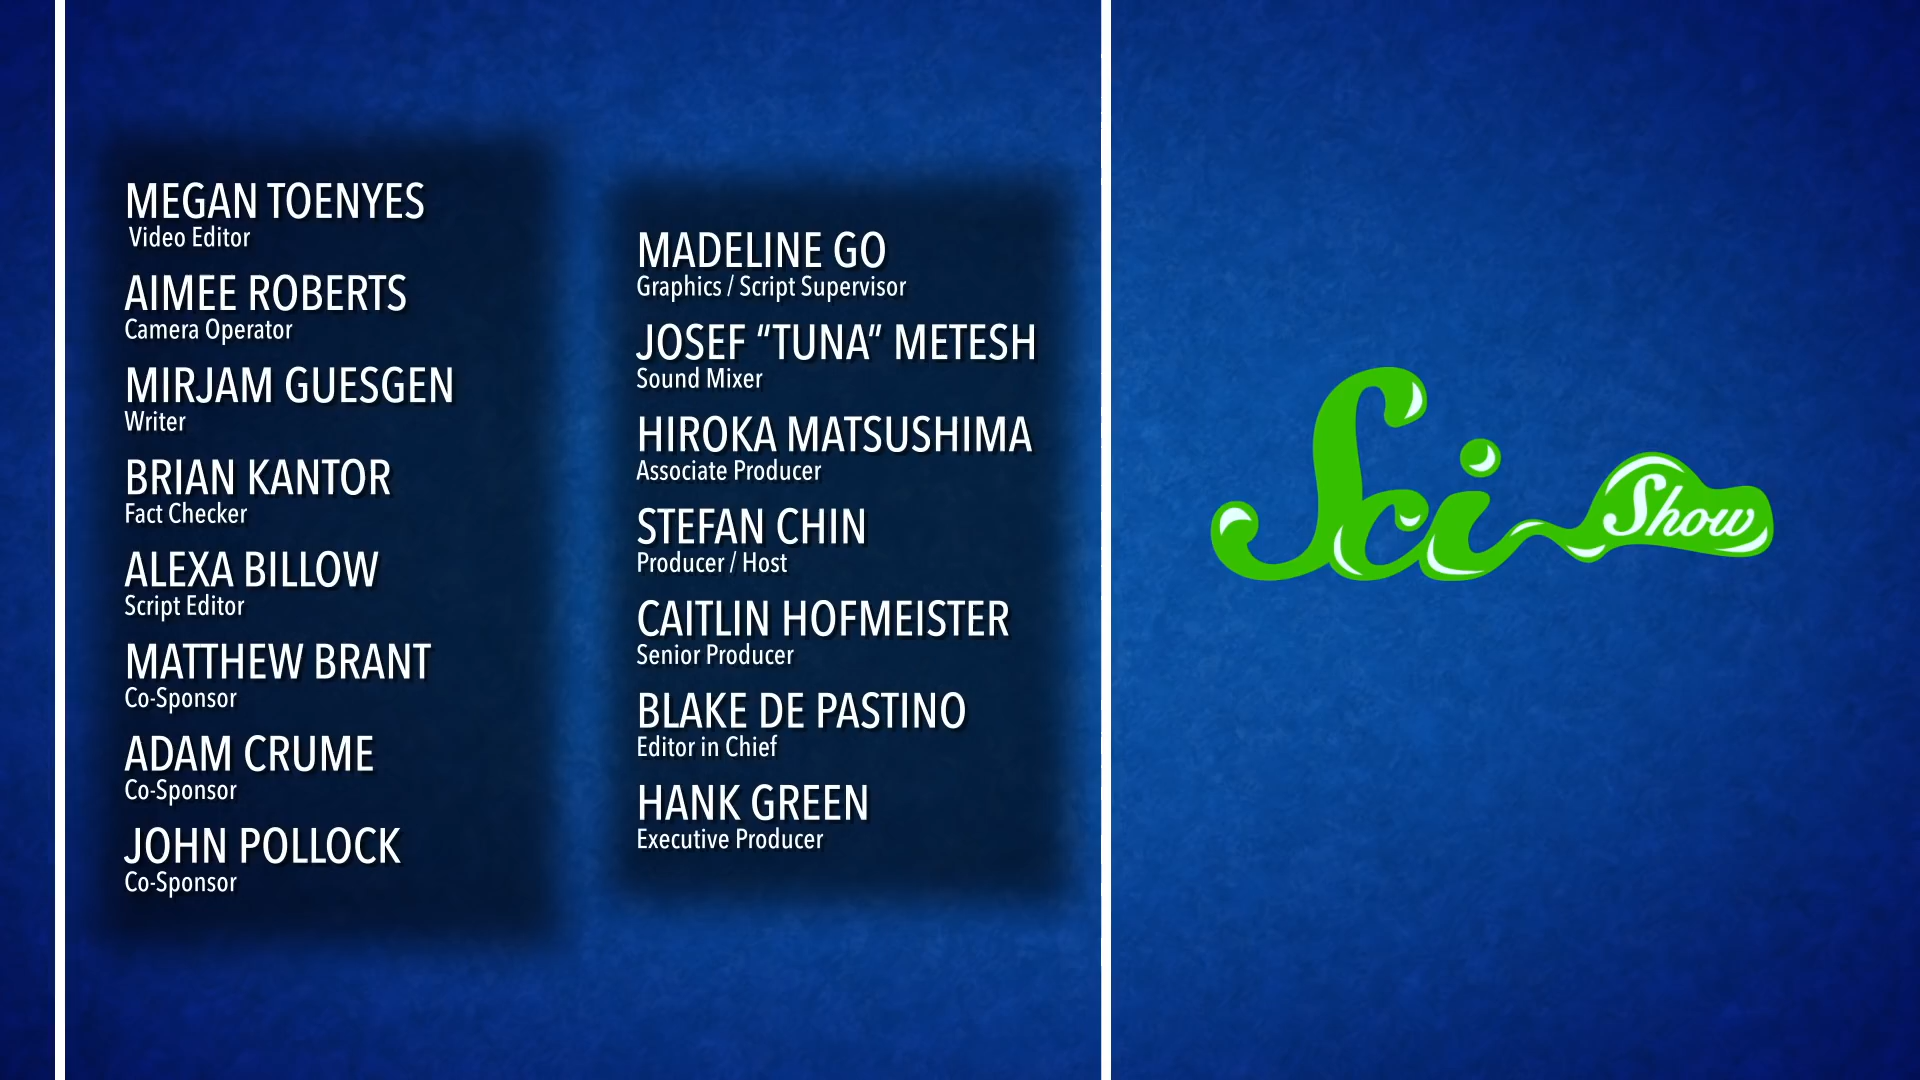 MEGAN TOENYES
Video Editor
AIMEE ROBERTS
Camera Operator
MIRJAM GUESGEN
Writer
BRIAN KANTOR
Fact Checker
ALEXA BILLOW
Script Editor
MATTHEW BRANT
Co-Sponsor
ADAM CRUME
Co-Sponsor
JOHN POLLOCK
Co-Sponsor
MADELINE GO
Graphics / Script Supervisor
JOSEF “TUNA” METESH
Sound Mixer
HIROKA MATSUSHIMA
Associate Producer
STEFAN CHIN
Producer / Host
CAITLIN HOFMEISTER
Senior Producer
BLAKE DE PASTINO
Editor in Chief
HANK GREEN
Executive Producer
Sci Show